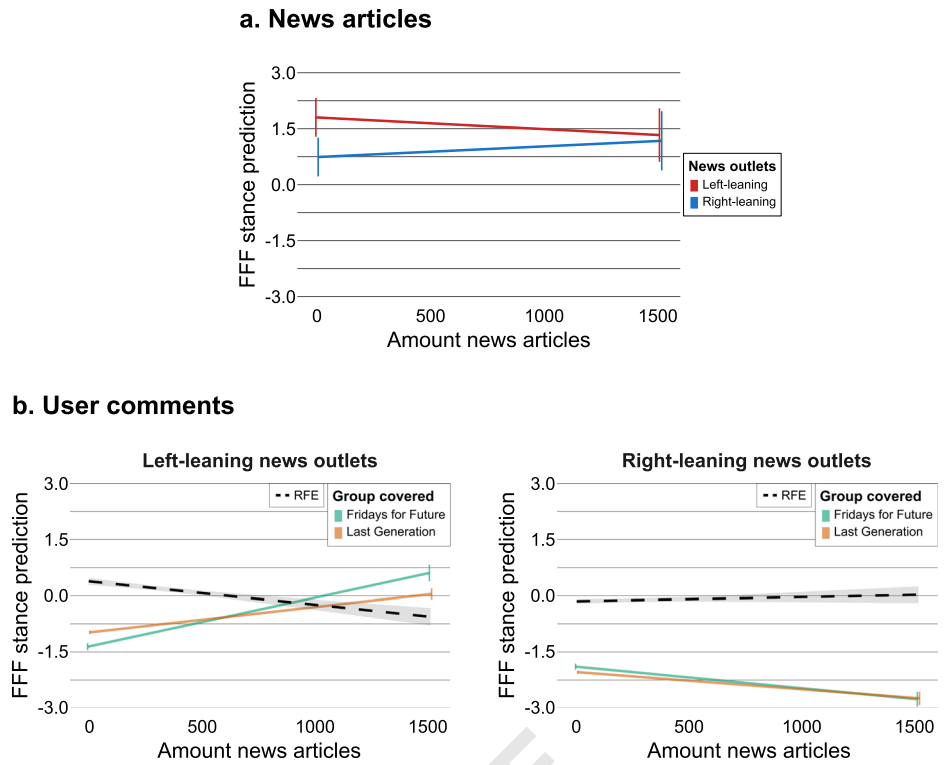 a. News articles
FFF stance prediction
3.0
1.5
0.0
-1.5
-3.0
0 500 1000 1500
Amount news articles
News outlets
Left-leaning
Right-leaning
b. User comments
Left-leaning news outlets
FFF stance prediction
3.0
1.5
0.0
-1.5
-3.0
RFE
Group covered
Fridays for Future
Last Generation
0 500 1000 1500
Amount news articles
Right-leaning news outlets
FFF stance prediction
3.0
1.5
0.0
-1.5
-3.0
RFE
Group covered
Fridays for Future
Last Generation
0 500 1000 1500
Amount news articles